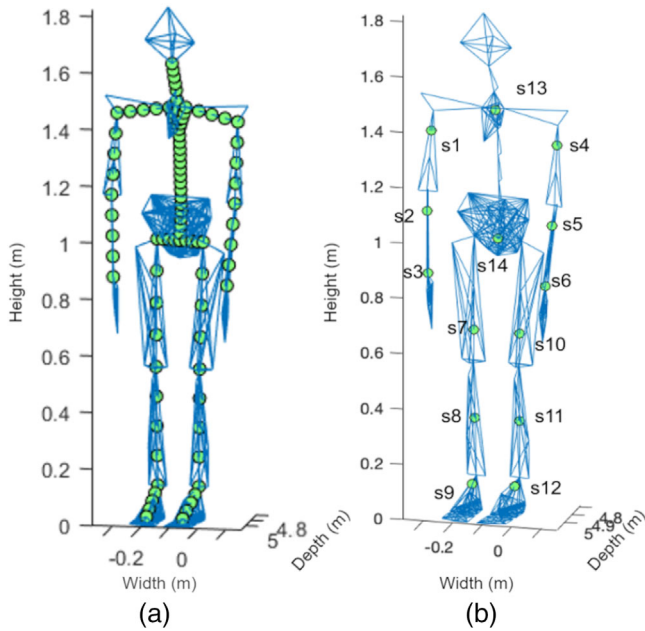 1.8
1.6
1.4
1.2
1
0.8
0.6
0.4
0.2
0
Height (m)
-0.2
0
Width (m)
5
4.8
Depth (m)
(a)
1.8
1.6
1.4
1.2
1
0.8
0.6
0.4
0.2
0
Height (m)
s13
s1
s4
s2
s5
s14
s3
s6
s7
s10
s8
s11
s9
s12
-0.2
0
Width (m)
5
4.9
4.8
Depth (m)
(b)